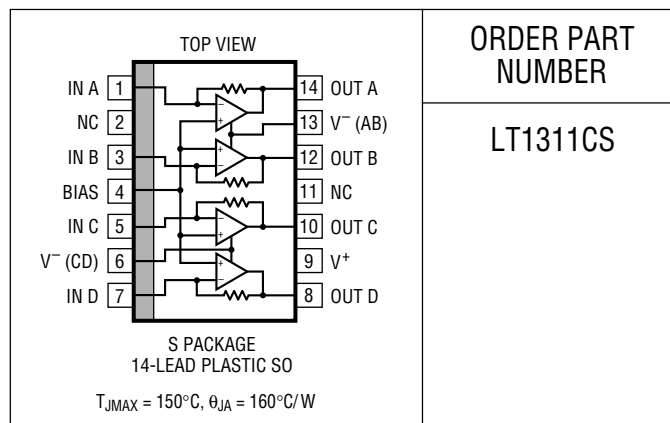 TOP VIEW
IN A 1
NC 2
IN B 3
BIAS 4
IN C 5
V⁻ (CD) 6
IN D 7
14 OUT A
13 V⁻ (AB)
12 OUT B
11 NC
10 OUT C
9 V⁺
8 OUT D
−
+
+
−
−
+
+
−
S PACKAGE
14-LEAD PLASTIC SO
TJMAX = 150°C, θJA = 160°C/W
ORDER PART
NUMBER
LT1311CS